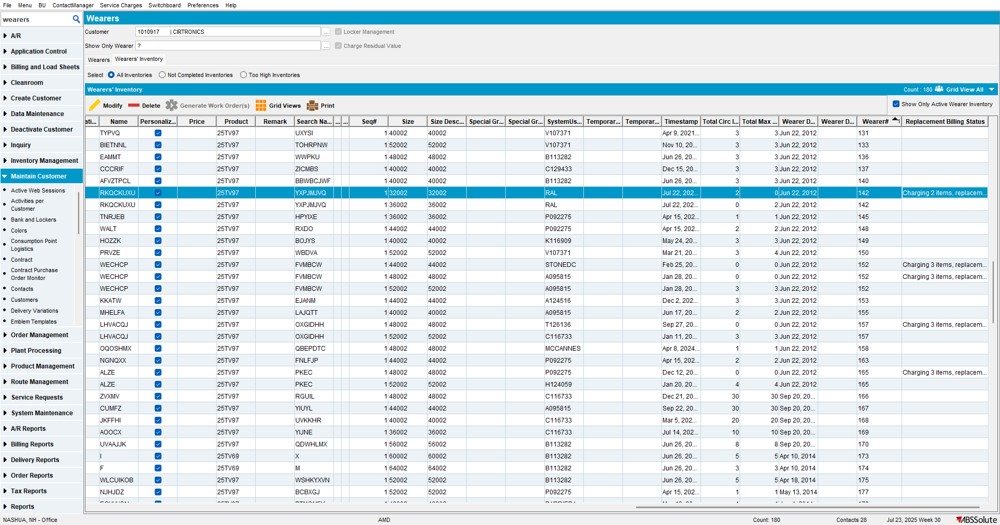 File Menu BU ContactManager Service Charges Switchboard Preferences Help
wearers
Wearers
Customer 1010917 | CIRTRONICS ... Locker Management
Show Only Wearer ? ... Charge Residual Value
Wearers Wearers' Inventory
Select All Inventories Not Completed Inventories Too High Inventories
Wearers' Inventory Count : 180 Grid View All
Modify Delete Generate Work Order(s) Grid Views Print Show Only Active Wearer Inventory
A/R
Application Control
Billing and Load Sheets
Cleanroom
Create Customer
Data Maintenance
Deactivate Customer
Inquiry
Inventory Management
Maintain Customer
Active Web Sessions
Activities per
Customer
Bank and Lockers
Colors
Consumption Point
Logistics
Contract
Contract Purchase
Order Monitor
Contacts
Customers
Delivery Variations
Emblem Templates
Order Management
Plant Processing
Product Management
Route Management
Service Requests
System Maintenance
A/R Reports
Billing Reports
Delivery Reports
Order Reports
Tax Reports
Reports
ati... Name Personaliz... Price Product Remark Search Na... ... ... Seq# Size Size Desc... Special Gr... Special Gr... SystemUs... Temporar... Temporar... Timestamp Total Circ I... Total Max ... Wearer D... Wearer D... Wearer# 1 Replacement Billing Status
TYPVQ 25TV97 UXYSI 1 40002 40002 V107371 Apr 9, 2021... 3 3 Jun 22, 2012 131
BIETNNL 25TV97 TOHRPNW 1 52002 52002 V107371 Nov 10, 20... 3 3 Jun 22, 2012 133
EAMMT 25TV97 WWPKU 1 48002 48002 B113282 Jun 26, 20... 3 3 Jun 22, 2012 136
CCCRIF 25TV97 ZICMBS 1 40002 40002 C129433 Dec 15, 20... 3 3 Jun 22, 2012 137
AFVZTPCL 25TV97 BBWBCJWF 1 40002 40002 B113282 Jun 26, 20... 3 3 Jun 22, 2012 140
RKQCKUXU 25TV97 YXPJMJVQ 1 32002 32002 RAL Jul 22, 202... 2 0 Jun 22, 2012 142 Charging 2 items, replacem...
RKQCKUXU 25TV97 YXPJMJVQ 1 36002 36002 RAL Jul 22, 202... 0 2 Jun 22, 2012 142
TNRJEB 25TV97 HPYIXE 1 36002 36002 P092275 Apr 15, 202... 1 1 Jun 22, 2012 145
WALT 25TV97 RXDO 1 44002 44002 P092275 Apr 15, 202... 2 2 Jun 22, 2012 148
HOZZK 25TV97 BOJYS 1 40002 40002 K116909 May 24, 20... 3 3 Jun 22, 2012 149
PRVZE 25TV97 WBDVA 1 52002 52002 V107371 Mar 21, 20... 3 4 Jun 22, 2012 150
WECHCP 25TV97 FVMBCW 1 44002 44002 STONEDC Feb 25, 20... 0 0 Jun 22, 2012 152 Charging 3 items, replacem...
WECHCP 25TV97 FVMBCW 1 48002 48002 A095815 Jan 28, 20... 0 0 Jun 22, 2012 152 Charging 3 items, replacem...
WECHCP 25TV97 FVMBCW 1 52002 52002 A095815 Jan 28, 20... 3 3 Jun 22, 2012 152
KKATW 25TV97 EJANM 1 44002 44002 A124516 Dec 2, 202... 3 3 Jun 22, 2012 153
MHELFA 25TV97 LAJQTT 1 40002 40002 A095815 Jun 17, 20... 2 2 Jun 22, 2012 155
LHVACQJ 25TV97 OXGIDHH 1 48002 48002 T126136 Sep 27, 20... 0 0 Jun 22, 2012 157 Charging 3 items, replacem...
LHVACQJ 25TV97 OXGIDHH 1 52002 52002 C116733 Jan 11, 20... 3 3 Jun 22, 2012 157
OQOSHMX 25TV97 QBEPDTC 1 48002 48002 MCCANNES Apr 8, 2024... 1 1 Jun 22, 2012 158
NGNQXX 25TV97 FNLFJP 1 44002 44002 P092275 Apr 15, 202... 2 2 Jun 22, 2012 163
ALZE 25TV97 PKEC 1 48002 48002 P092275 Dec 12, 20... 0 0 Jun 22, 2012 165 Charging 3 items, replacem...
ALZE 25TV97 PKEC 1 52002 52002 H124059 Jan 20, 20... 4 4 Jun 22, 2012 165
ZVXMV 25TV97 RGUIL 1 48002 48002 C116733 Dec 21, 20... 30 30 Sep 20, 20... 166
CUMFZ 25TV97 YIUYL 1 44002 44002 A095815 Sep 22, 20... 30 30 Sep 20, 20... 167
JKFFHI 25TV97 UVKKHR 1 40002 40002 C116733 Mar 5, 202... 20 20 Sep 20, 20... 168
AOOCX 25TV97 YIJNE 1 36002 36002 C116733 Jul 14, 202... 10 10 Sep 20, 20... 169
UVAAJJK 25TV97 QDWHLMX 1 56002 56002 B113282 Jun 26, 20... 8 8 Sep 20, 20... 170
I 25TV69 X 1 60002 60002 B113282 Jun 26, 20... 5 5 Apr 10, 2014 173
F 25TV69 M 1 64002 64002 B113282 Jun 26, 20... 3 3 Apr 10, 2014 174
WLCUIKOB 25TV97 WSHKYXVN 1 52002 52002 B113282 Jun 26, 20... 5 5 Apr 18, 2014 175
NJHJDZ 25TV97 BCBXGJ 1 52002 52002 P092275 Apr 15, 202... 1 1 May 13, 2014 177
NASHUA, NH - Office AMD Count: 180 Contacts 28 Jul 23, 2025 Week 30 ABSSolute